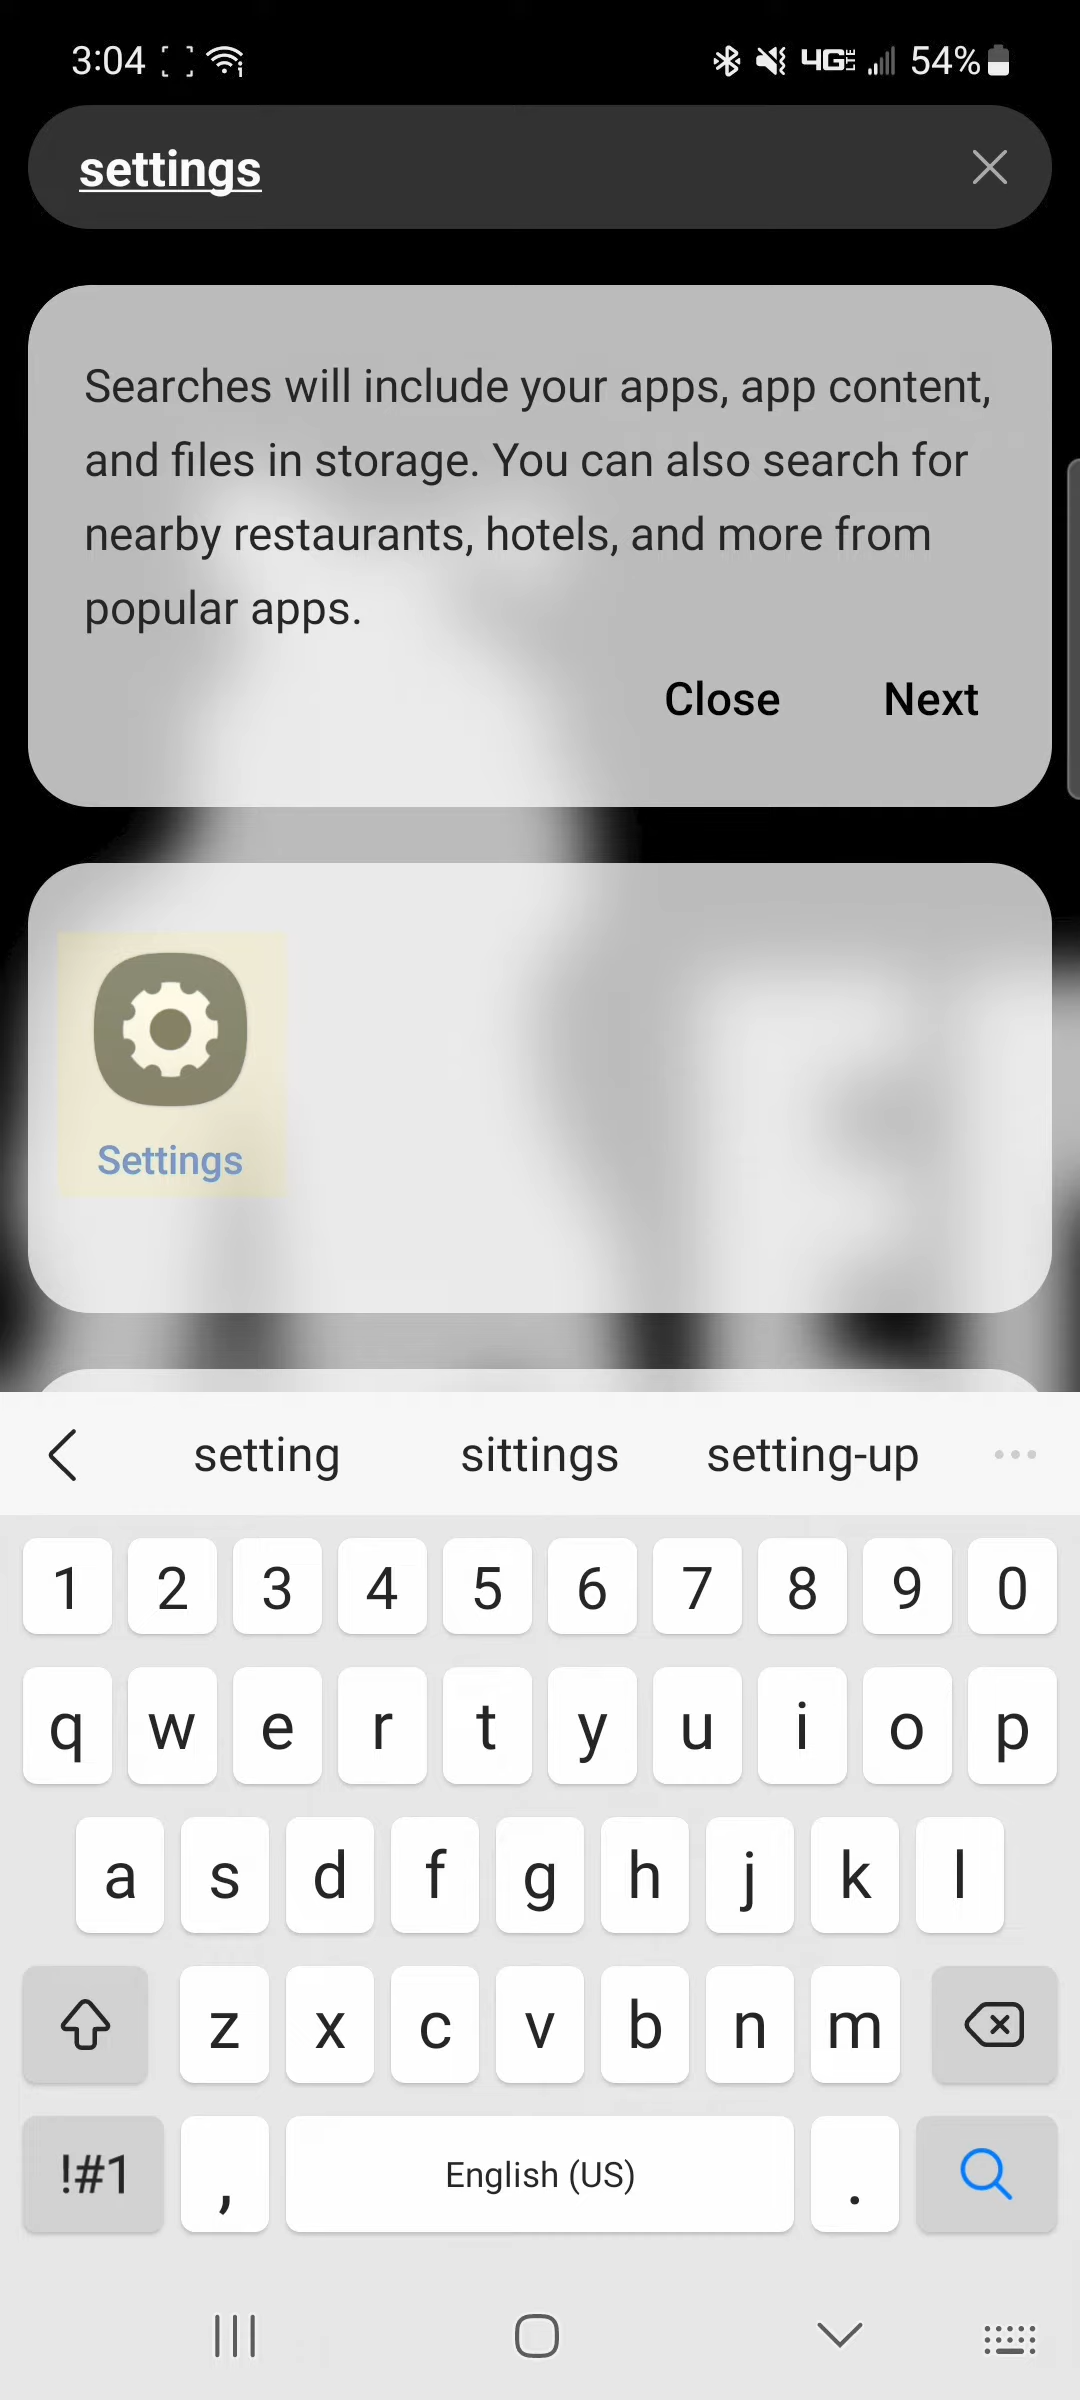 3:04 4G LTE 54%
settings
Searches will include your apps, app content,
and files in storage. You can also search for
nearby restaurants, hotels, and more from
popular apps.
Close Next
Settings
setting sittings setting-up
1 2 3 4 5 6 7 8 9 0
q w e r t y u i o p
a s d f g h j k l
z x c v b n m
!#1 , English (US) .